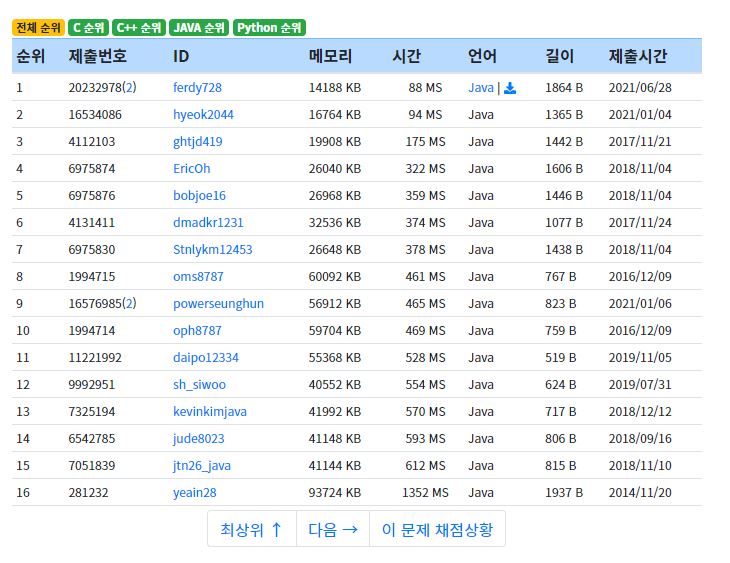 전체 순위 C 순위 C++ 순위 JAVA 순위 Python 순위
순위 제출번호 ID 메모리 시간 언어 길이 제출시간
1 20232978(2) ferdy728 14188 KB 88 MS Java | 1864 B 2021/06/28
2 16534086 hyeok2044 16764 KB 94 MS Java 1365 B 2021/01/04
3 4112103 ghtjd419 19908 KB 175 MS Java 1442 B 2017/11/21
4 6975874 EricOh 26040 KB 322 MS Java 1606 B 2018/11/04
5 6975876 bobjoe16 26968 KB 359 MS Java 1446 B 2018/11/04
6 4131411 dmadkr1231 32536 KB 374 MS Java 1077 B 2017/11/24
7 6975830 Stnlykm12453 26648 KB 378 MS Java 1438 B 2018/11/04
8 1994715 oms8787 60092 KB 461 MS Java 767 B 2016/12/09
9 16576985(2) powerseunghun 56912 KB 465 MS Java 823 B 2021/01/06
10 1994714 oph8787 59704 KB 469 MS Java 759 B 2016/12/09
11 11221992 daipo12334 55368 KB 528 MS Java 519 B 2019/11/05
12 9992951 sh_siwoo 40552 KB 554 MS Java 624 B 2019/07/31
13 7325194 kevinkimjava 41992 KB 570 MS Java 717 B 2018/12/12
14 6542785 jude8023 41148 KB 593 MS Java 806 B 2018/09/16
15 7051839 jtn26_java 41144 KB 612 MS Java 815 B 2018/11/10
16 281232 yeain28 93724 KB 1352 MS Java 1937 B 2014/11/20
최상위 ↑ 다음 → 이 문제 채점상황